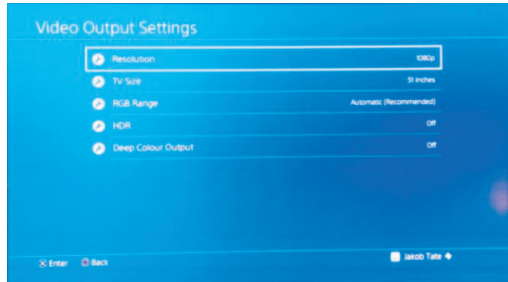 Video Output Settings
Resolution 1080p
TV Size 51 inches
RGB Range Automatic (Recommended)
HDR Off
Deep Colour Output Off
Enter Back Jakob Tate